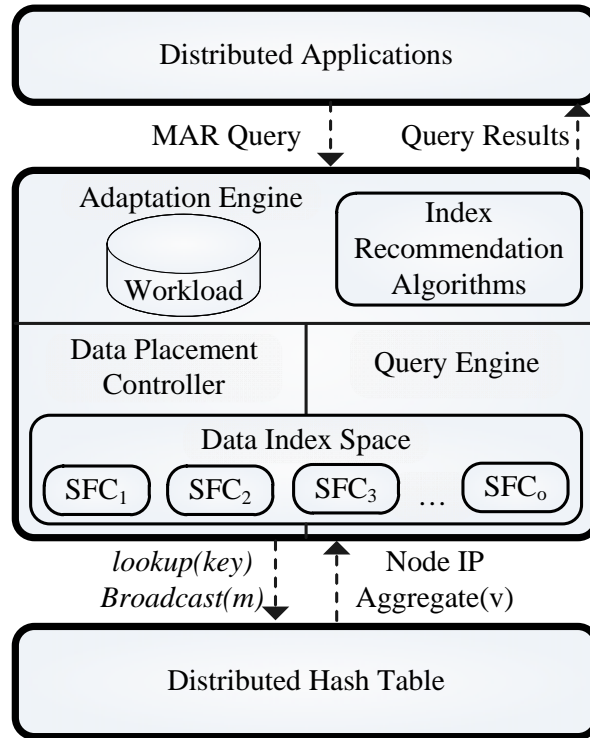 Distributed Applications
MAR Query
Query Results
Adaptation Engine
Workload
Index
Recommendation
Algorithms
Data Placement
Controller
Query Engine
Data Index Space
SFC₁ SFC₂ SFC₃ … SFCₒ
lookup(key)
Broadcast(m)
Node IP
Aggregate(v)
Distributed Hash Table